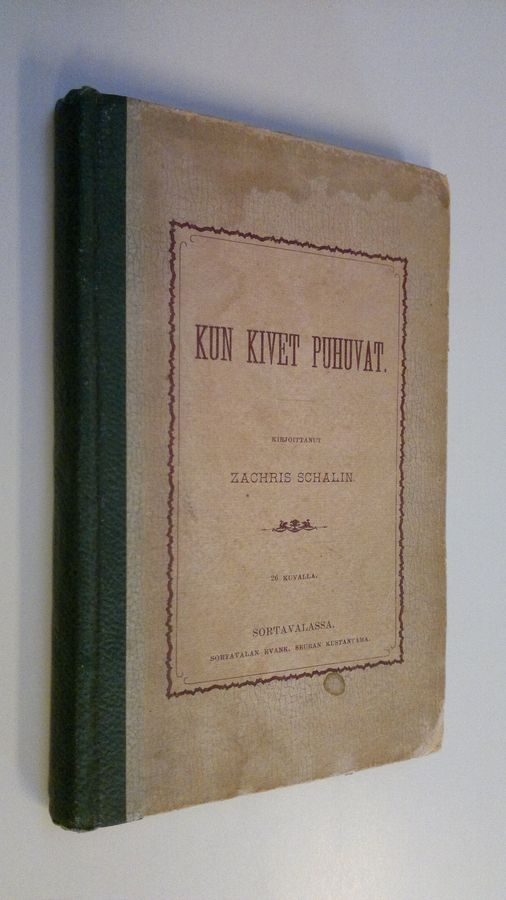 KUN KIVET PUHUVAT.
KIRJOITTANUT
ZACHRIS SCHALIN.
26 KUVALLA.
SORTAVALASSA,
SORTAVALAN EVANK. SEURAN KUSTANTAMA.